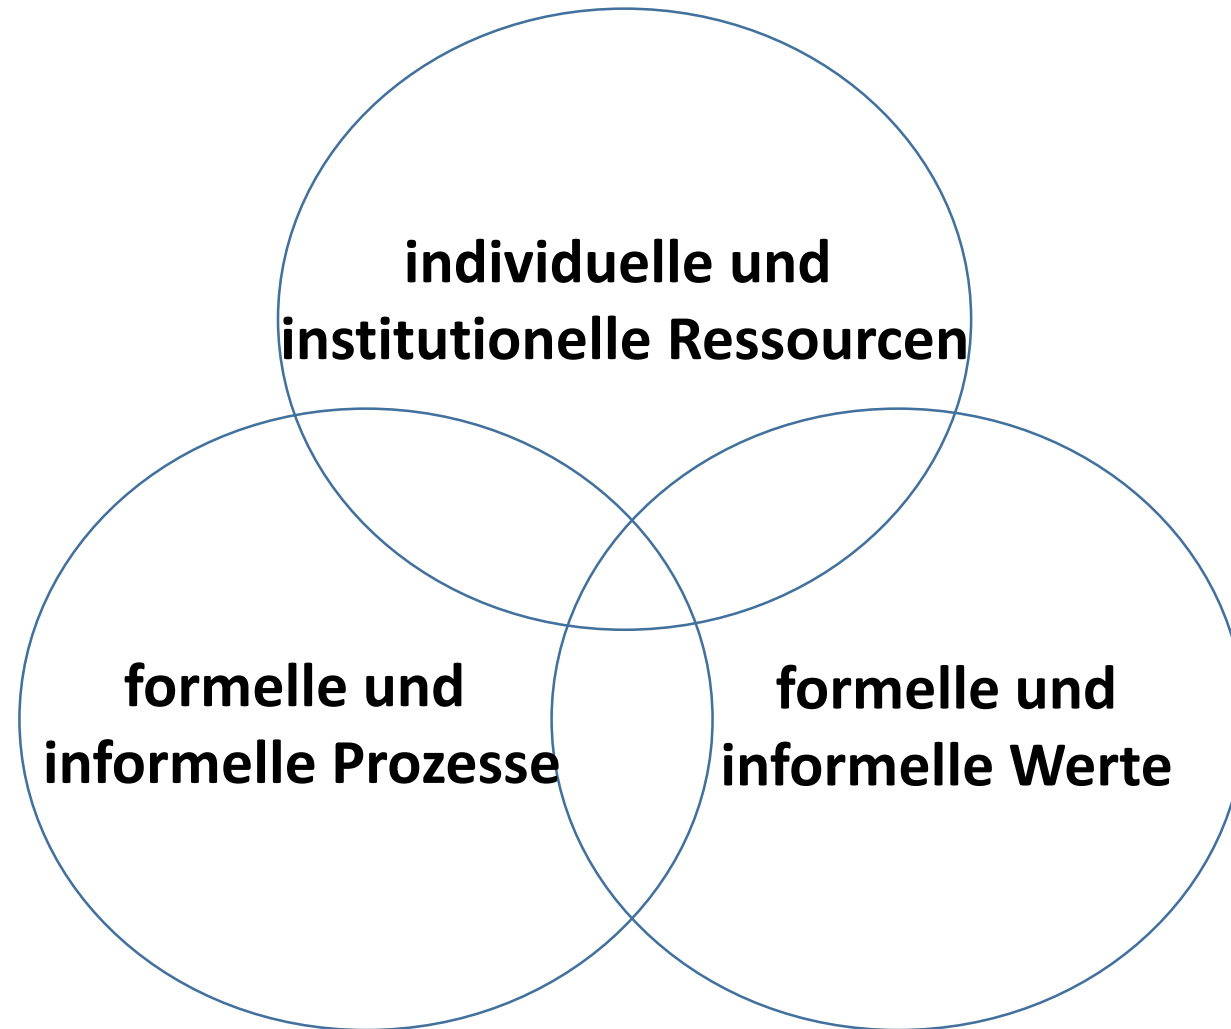 individuelle und
institutionelle Ressourcen
formelle und
informelle Prozesse
formelle und
informelle Werte